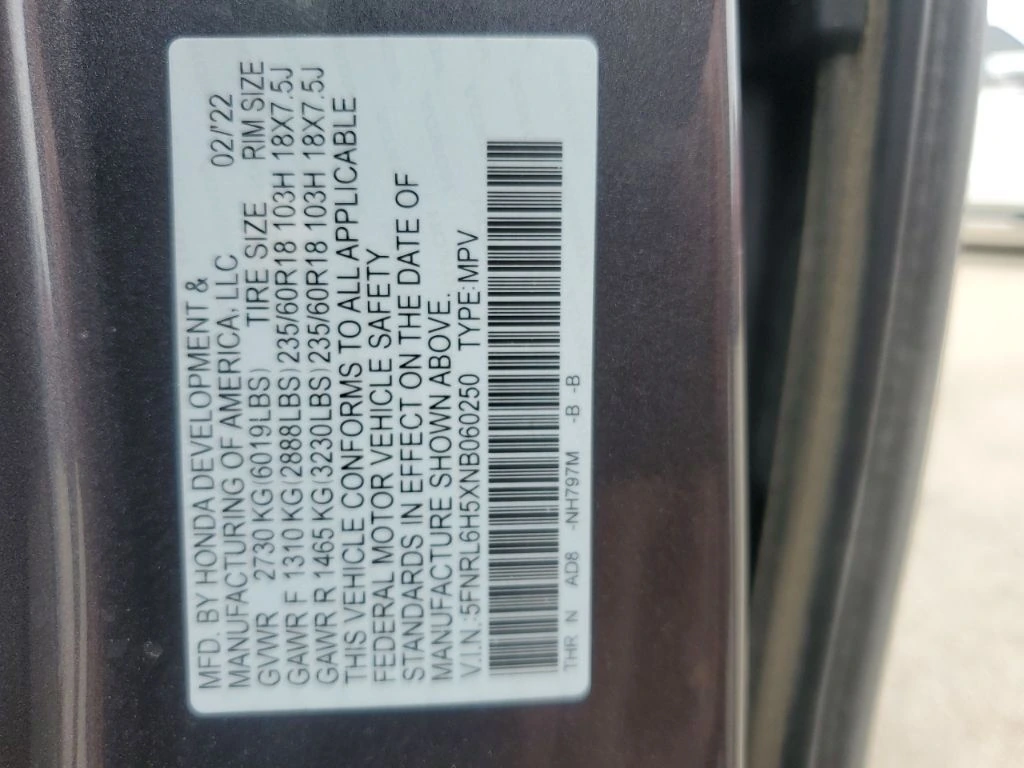 MFD. BY HONDA DEVELOPMENT &
MANUFACTURING OF AMERICA, LLC 02/'22
GVWR 2730 KG(6019LBS) TIRE SIZE RIM SIZE
GAWR F 1310 KG(2888LBS)235/60R18 103H 18X7.5J
GAWR R 1465 KG(3230LBS)235/60R18 103H 18X7.5J
THIS VEHICLE CONFORMS TO ALL APPLICABLE
FEDERAL MOTOR VEHICLE SAFETY
STANDARDS IN EFFECT ON THE DATE OF
MANUFACTURE SHOWN ABOVE.
V.I.N.:5FNRL6H5XNB060250 TYPE:MPV
THR N AD8 -NH797M -B -B